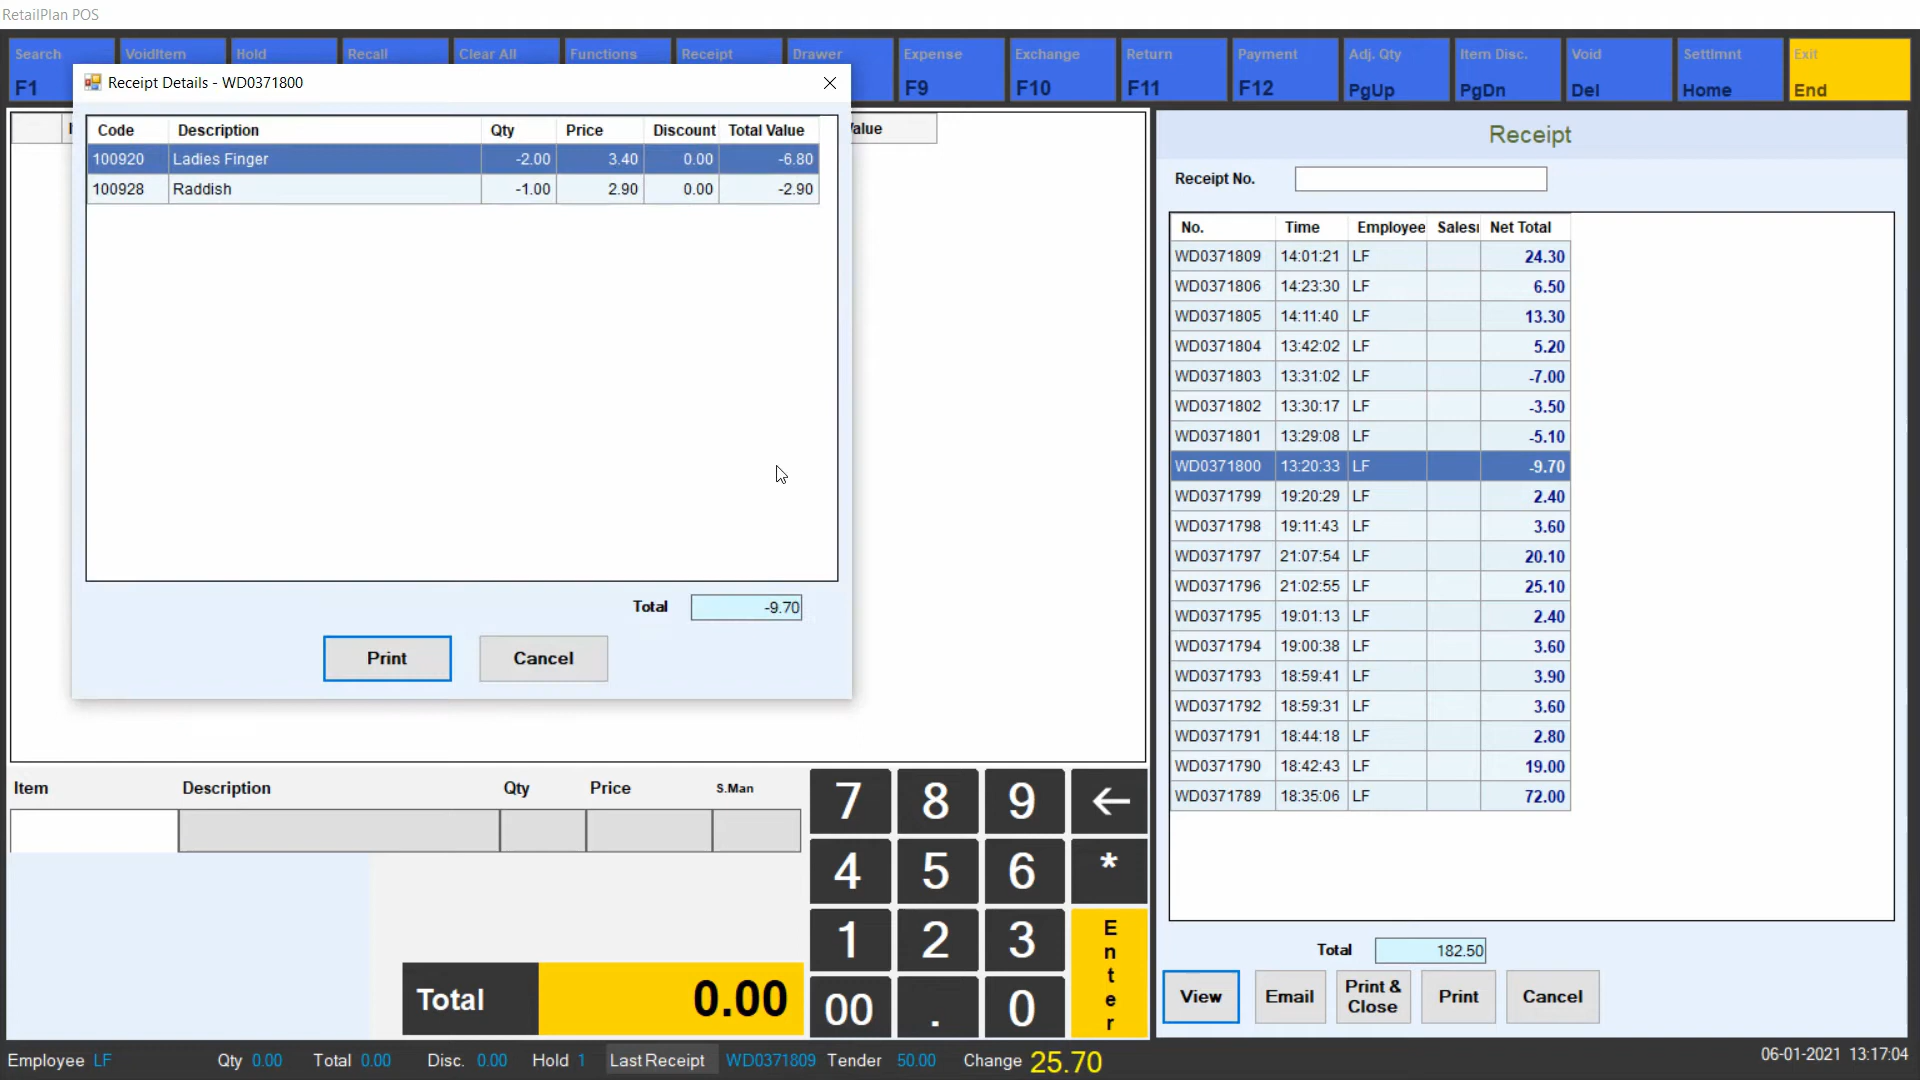 RetailPlan POS
Search VoidItem Hold Recall Clear All Functions Receipt Drawer Expense Exchange Return Payment Adj. Qty Item Disc. Void Settlmnt Exit
F1 F9 F10 F11 F12 PgUp PgDn Del Home End
Receipt Details - WD0371800
Code Description Qty Price Discount Total Value
100920 Ladies Finger -2.00 3.40 0.00 -6.80
100928 Raddish -1.00 2.90 0.00 -2.90
Total -9.70
Print Cancel
Receipt
Receipt No.
No. Time Employee Sales Net Total
WD0371809 14:01:21 LF 24.30
WD0371806 14:23:30 LF 6.50
WD0371805 14:11:40 LF 13.30
WD0371804 13:42:02 LF 5.20
WD0371803 13:31:02 LF -7.00
WD0371802 13:30:17 LF -3.50
WD0371801 13:29:08 LF -5.10
WD0371800 13:20:33 LF -9.70
WD0371799 19:20:29 LF 2.40
WD0371798 19:11:43 LF 3.60
WD0371797 21:07:54 LF 20.10
WD0371796 21:02:55 LF 25.10
WD0371795 19:01:13 LF 2.40
WD0371794 19:00:38 LF 3.60
WD0371793 18:59:41 LF 3.90
WD0371792 18:59:31 LF 3.60
WD0371791 18:44:18 LF 2.80
WD0371790 18:42:43 LF 19.00
WD0371789 18:35:06 LF 72.00
Total 182.50
View Email Print & Close Print Cancel
Item Description Qty Price S.Man
7 8 9 ←
4 5 6 *
1 2 3 Enter
00 . 0
Total 0.00
Employee LF Qty 0.00 Total 0.00 Disc. 0.00 Hold 1 Last Receipt WD0371809 Tender 50.00 Change 25.70
06-01-2021 13:17:04